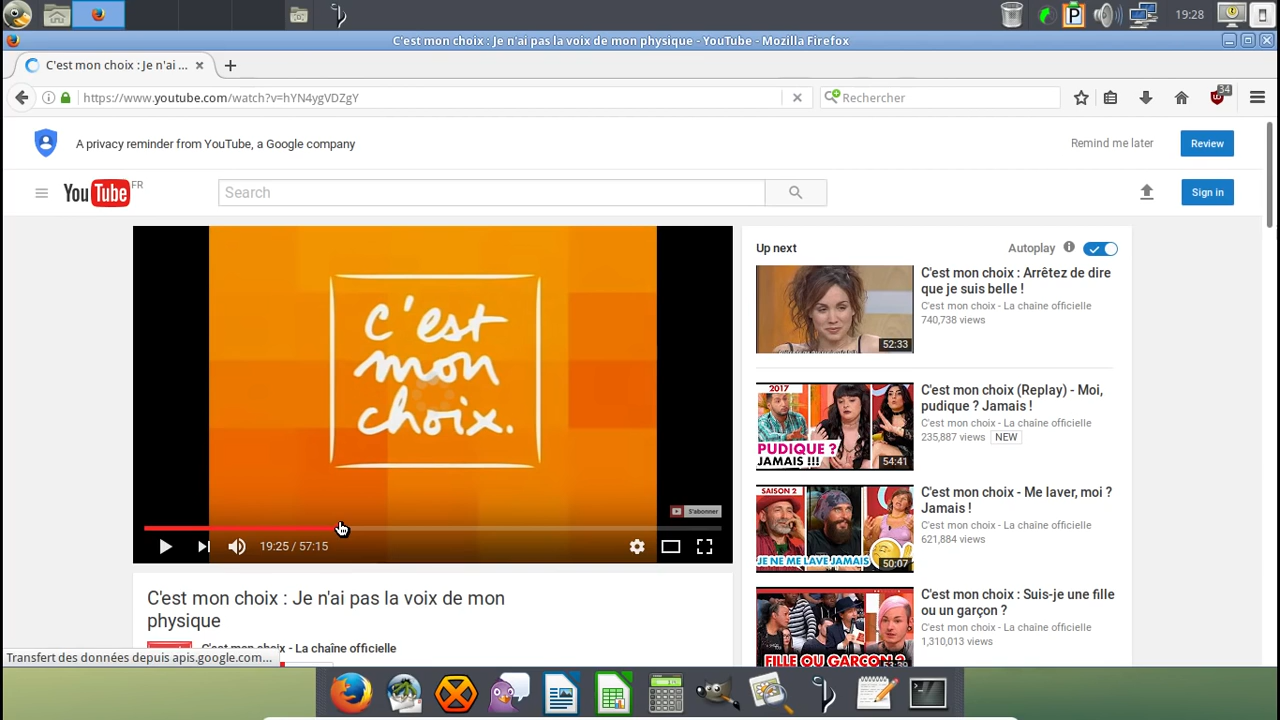 19:28
C'est mon choix : Je n'ai pas la voix de mon physique - YouTube - Mozilla Firefox
C'est mon choix : Je n'ai ...
https://www.youtube.com/watch?v=hYN4ygVDZgY
Rechercher
34
A privacy reminder from YouTube, a Google company
Remind me later
Review
YouTube FR
Search
Sign in
c'est
mon
choix.
S'abonner
19:25 / 57:15
Up next
Autoplay
C'est mon choix : Arrêtez de dire
que je suis belle !
C'est mon choix - La chaîne officielle
740,738 views
52:33
2017
PUDIQUE ?
JAMAIS !!!
54:41
C'est mon choix (Replay) - Moi,
pudique ? Jamais !
C'est mon choix - La chaîne officielle
235,887 views NEW
SAISON 2
JE NE ME LAVE JAMAIS
50:07
C'est mon choix - Me laver, moi ?
Jamais !
C'est mon choix - La chaîne officielle
621,884 views
FILLE OU GARÇON ?
53:39
C'est mon choix : Suis-je une fille
ou un garçon ?
C'est mon choix - La chaîne officielle
1,310,013 views
C'est mon choix : Je n'ai pas la voix de mon
physique
C'est mon choix - La chaîne officielle
Transfert des données depuis apis.google.com...